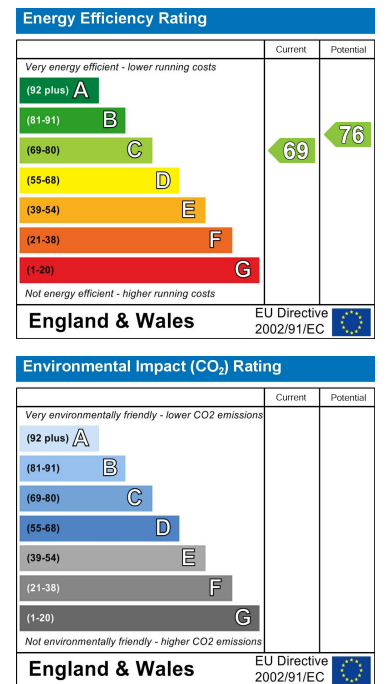 Energy Efficiency Rating
Current Potential
Very energy efficient - lower running costs
(92 plus) A
(81-91) B
(69-80) C
(55-68) D
(39-54) E
(21-38) F
(1-20) G
69
76
Not energy efficient - higher running costs
England & Wales
EU Directive
2002/91/EC
Environmental Impact (CO₂) Rating
Current Potential
Very environmentally friendly - lower CO2 emissions
(92 plus) A
(81-91) B
(69-80) C
(55-68) D
(39-54) E
(21-38) F
(1-20) G
Not environmentally friendly - higher CO2 emissions
England & Wales
EU Directive
2002/91/EC